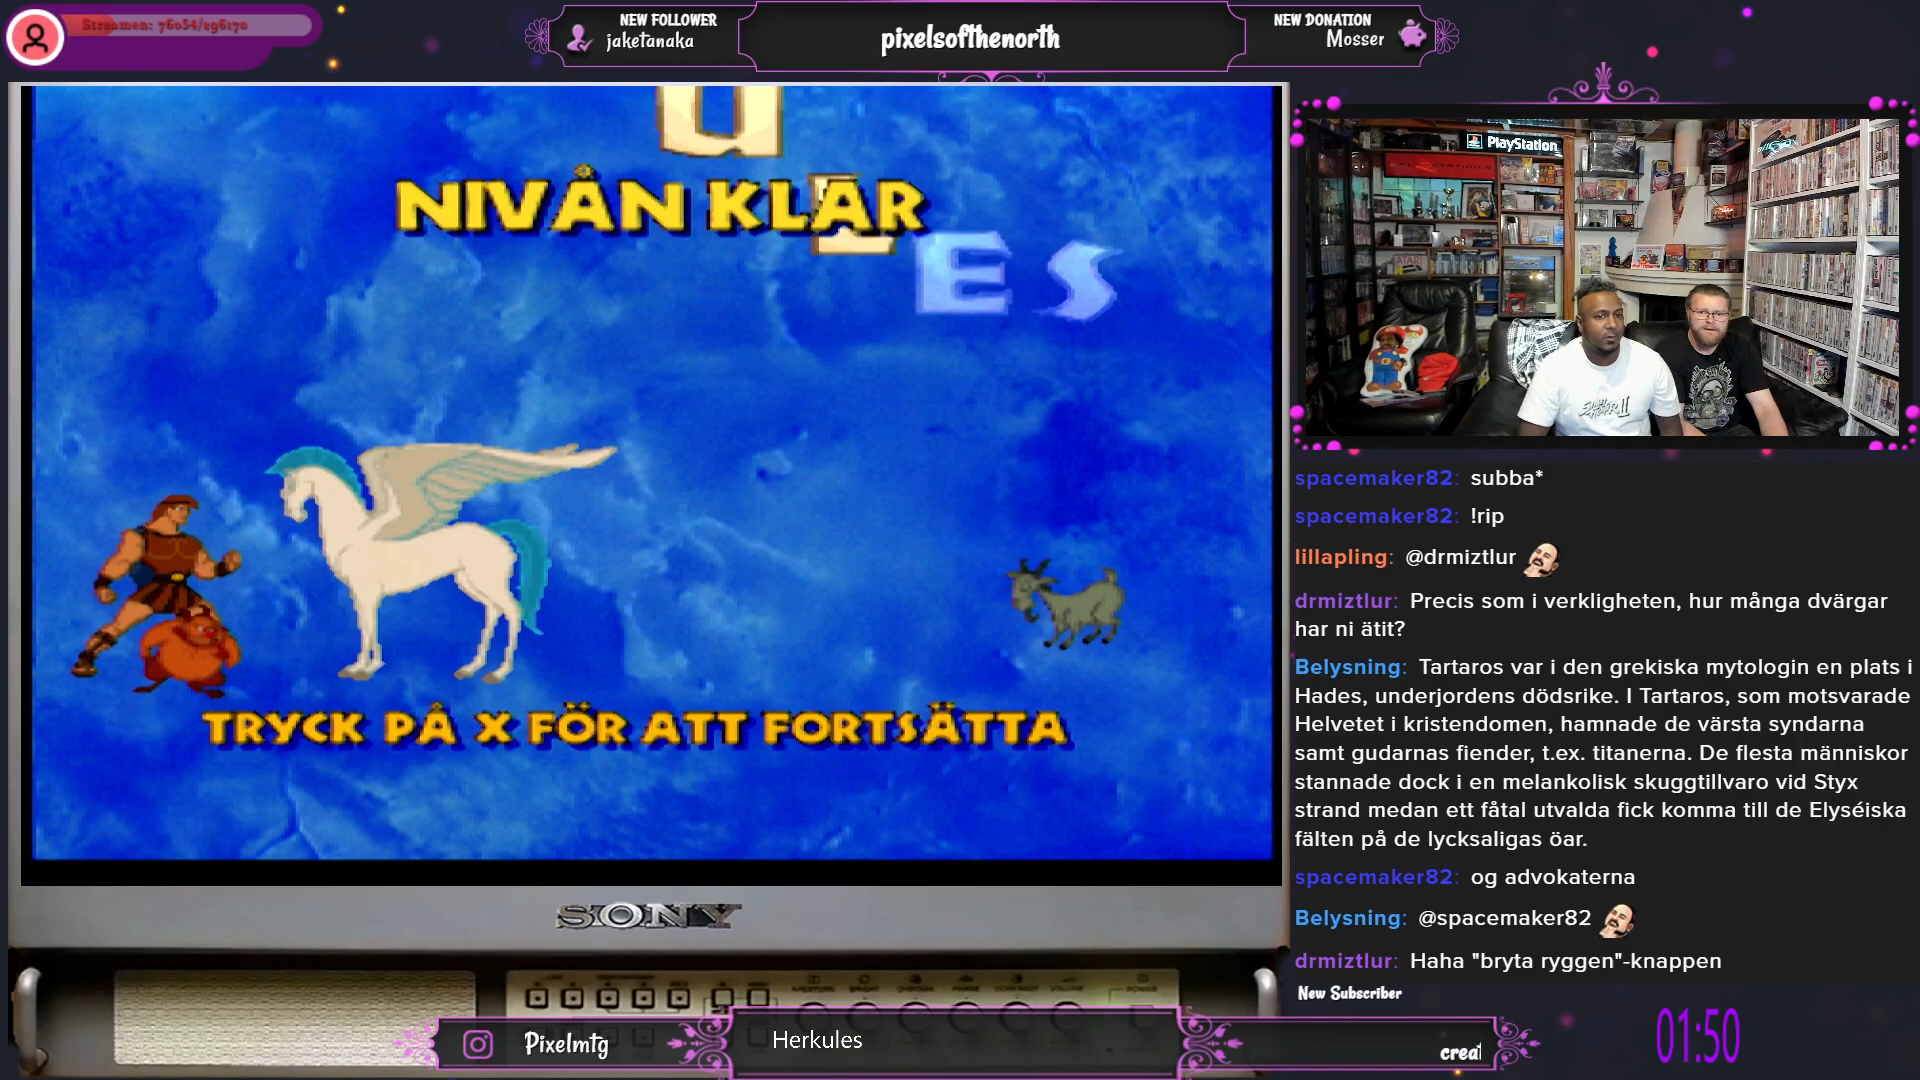 Streamen: 76054/296170
NEW FOLLOWER
jaketanaka
pixelsofthenorth
NEW DONATION
Mosser
NIVÅN KLAR
E S
TRYCK PÅ X FÖR ATT FORTSÄTTA
SONY
PlayStation
ATARI
spacemaker82: subba*
spacemaker82: !rip
lillapling: @drmiztlur
drmiztlur: Precis som i verkligheten, hur många dvärgar
har ni ätit?
Belysning: Tartaros var i den grekiska mytologin en plats i
Hades, underjordens dödsrike. I Tartaros, som motsvarade
Helvetet i kristendomen, hamnade de värsta syndarna
samt gudarnas fiender, t.ex. titanerna. De flesta människor
stannade dock i en melankolisk skuggtillvaro vid Styx
strand medan ett fåtal utvalda fick komma till de Elyséiska
fälten på de lycksaligas öar.
spacemaker82: og advokaterna
Belysning: @spacemaker82
drmiztlur: Haha "bryta ryggen"-knappen
New Subscriber
Pixelmtg
Herkules
crea
01:50